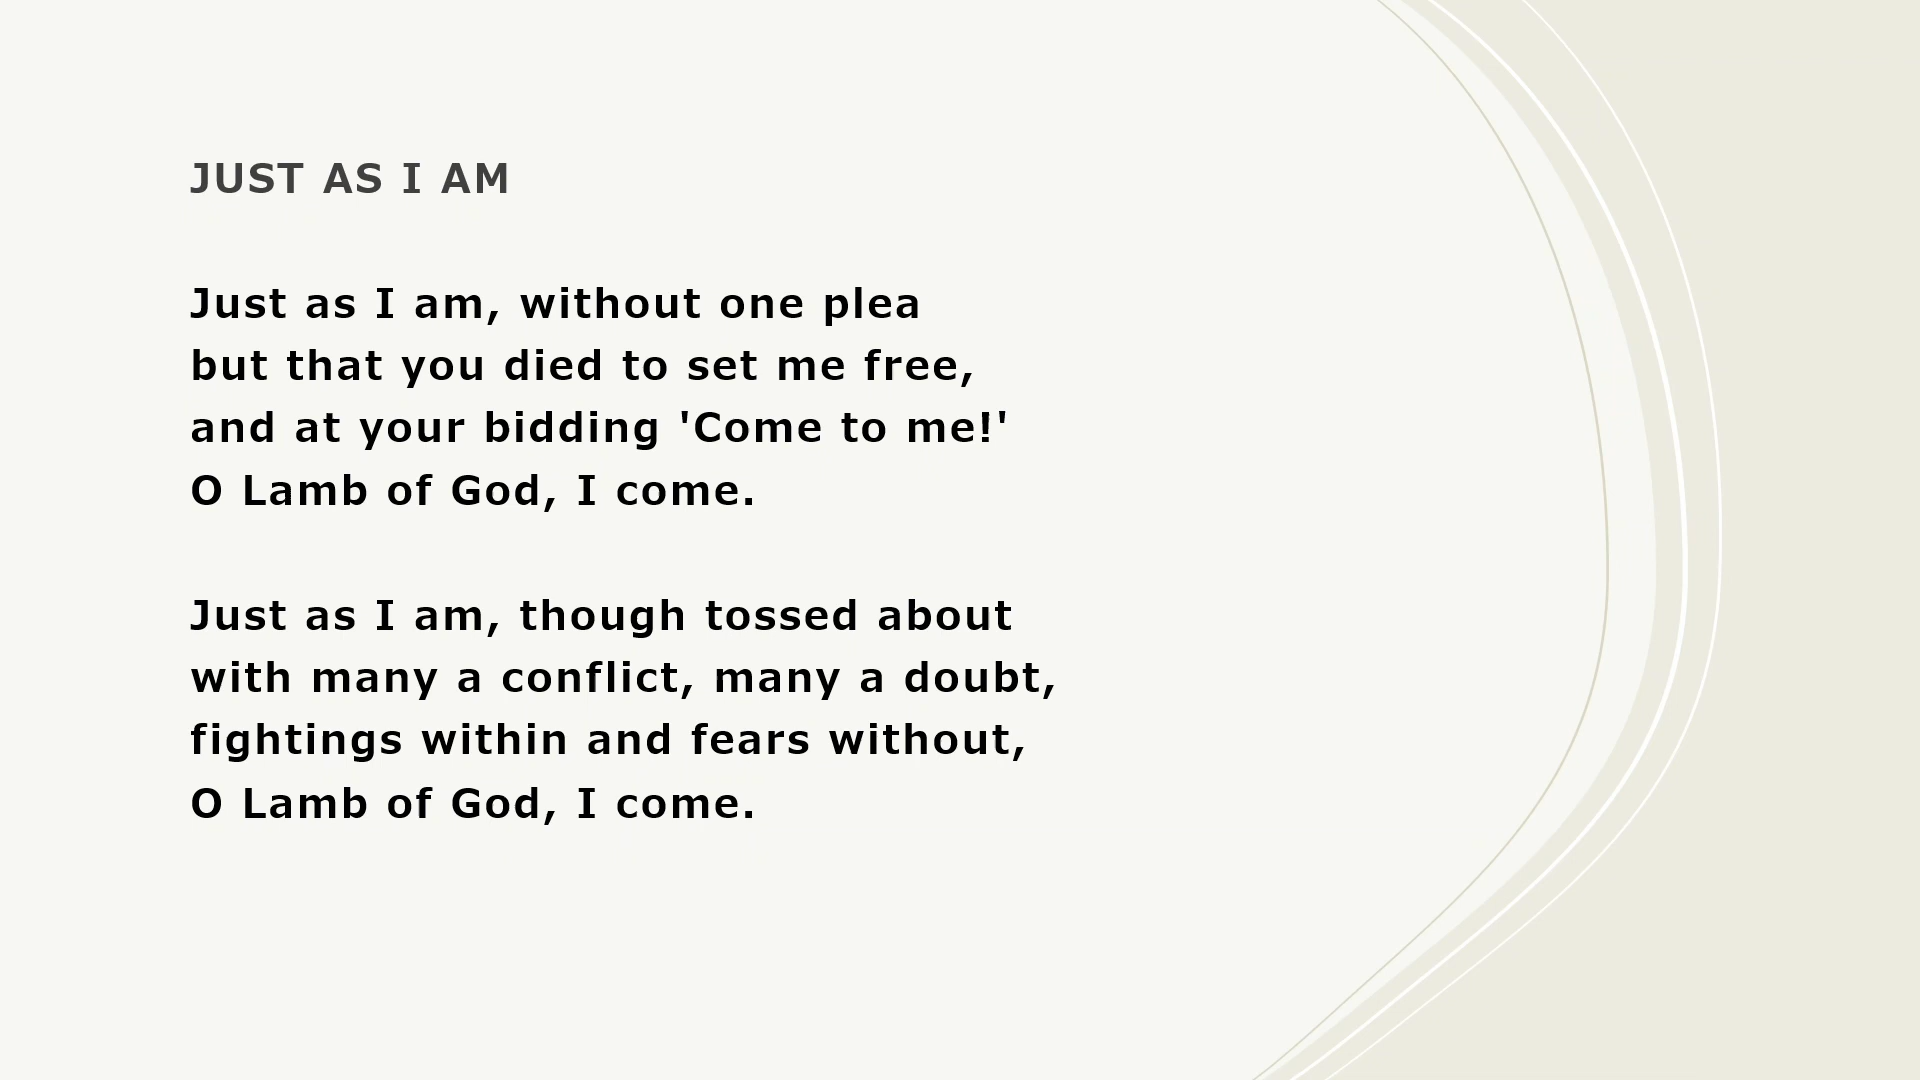 JUST AS I AM
Just as I am, without one plea
but that you died to set me free,
and at your bidding 'Come to me!'
O Lamb of God, I come.
Just as I am, though tossed about
with many a conflict, many a doubt,
fightings within and fears without,
O Lamb of God, I come.